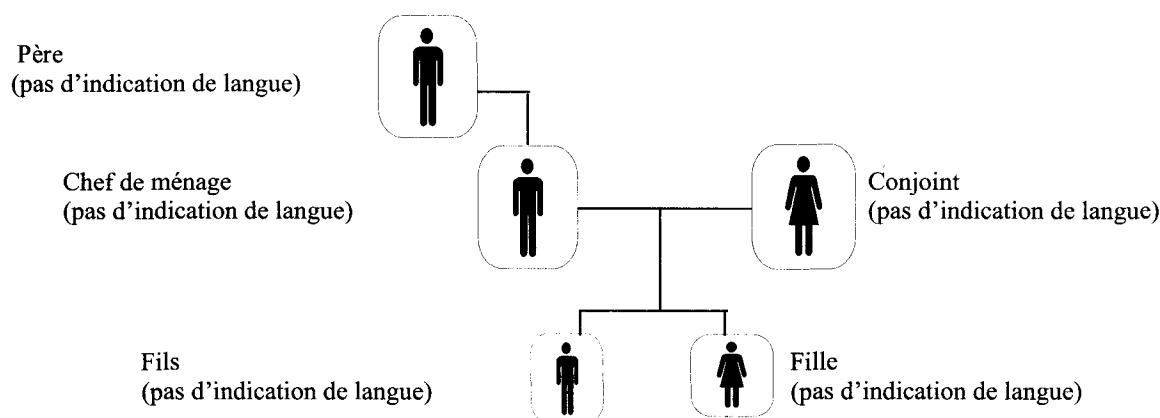 Père
(pas d'indication de langue)
Chef de ménage
(pas d'indication de langue)
Conjoint
(pas d'indication de langue)
Fils
(pas d'indication de langue)
Fille
(pas d'indication de langue)